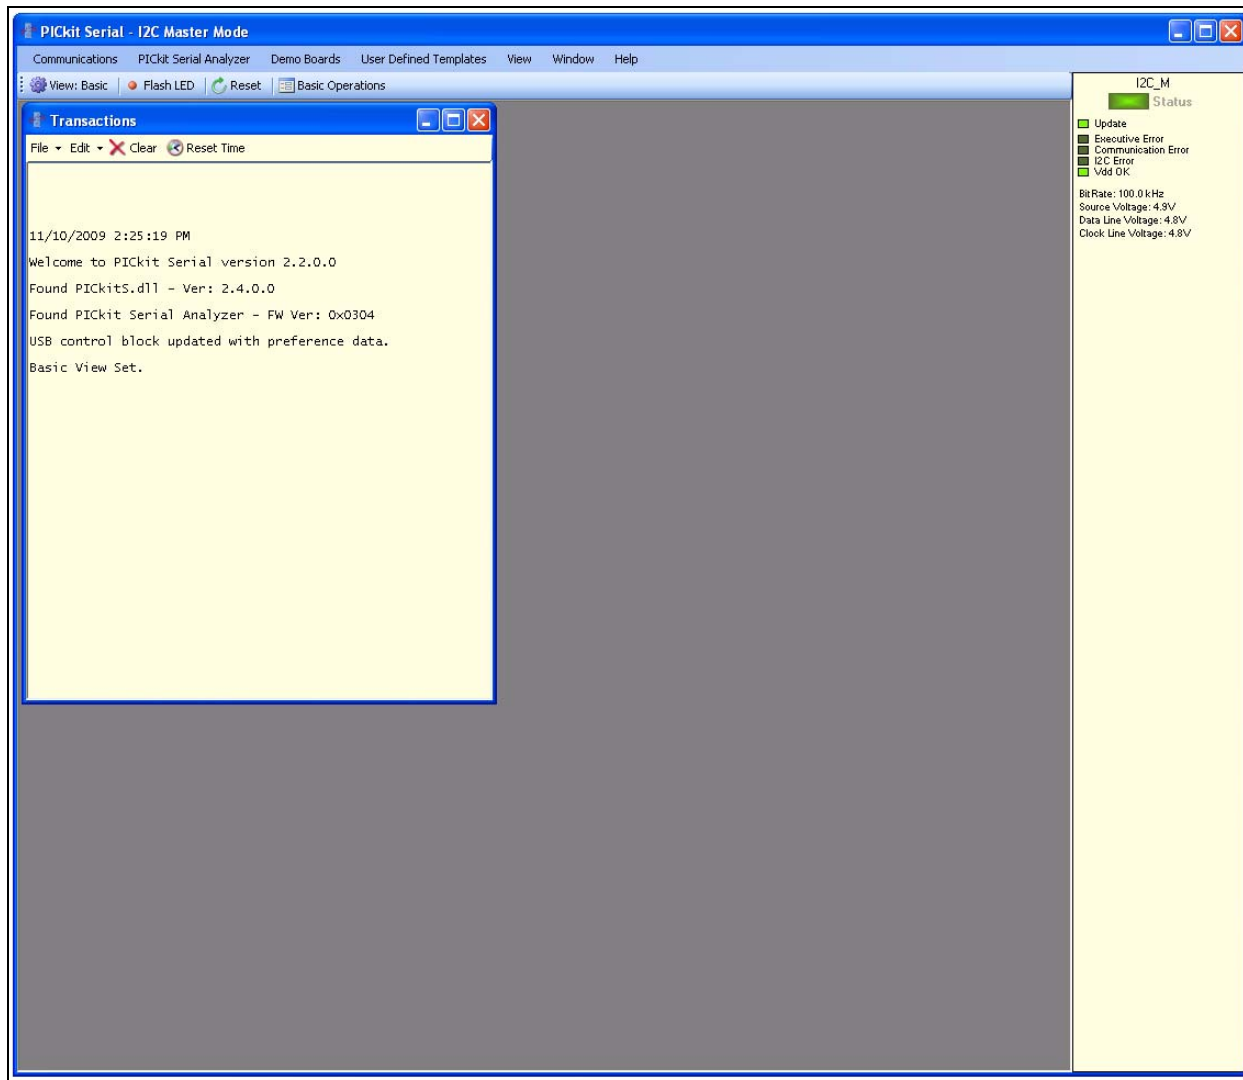 PICkit Serial - I2C Master Mode
Communications PICkit Serial Analyzer Demo Boards User Defined Templates View Window Help
View: Basic Flash LED Reset Basic Operations
Transactions
File Edit Clear Reset Time
11/10/2009 2:25:19 PM
Welcome to PICkit Serial version 2.2.0.0
Found PICkitS.dll - Ver: 2.4.0.0
Found PICkit Serial Analyzer - FW Ver: 0x0304
USB control block updated with preference data.
Basic View Set.
I2C_M
Status
Update
Executive Error
Communication Error
I2C Error
Vdd OK
BitRate: 100.0 kHz
Source Voltage: 4.9V
Data Line Voltage: 4.8V
Clock Line Voltage: 4.8V